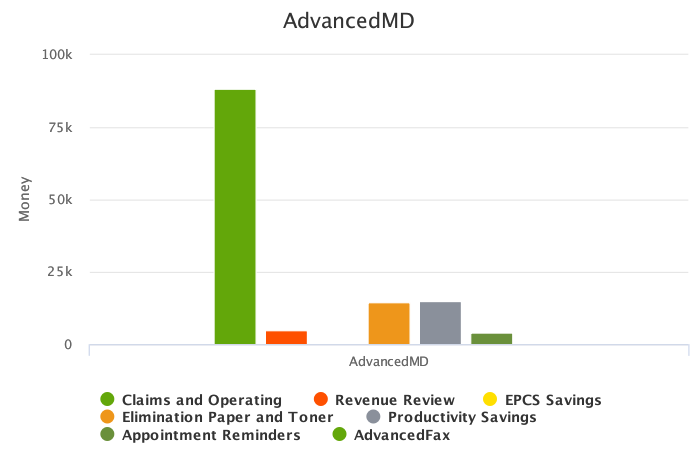 AdvancedMD
100k
75k
50k
25k
0
Money
AdvancedMD
Claims and Operating Revenue Review EPCS Savings
Elimination Paper and Toner Productivity Savings
Appointment Reminders AdvancedFax